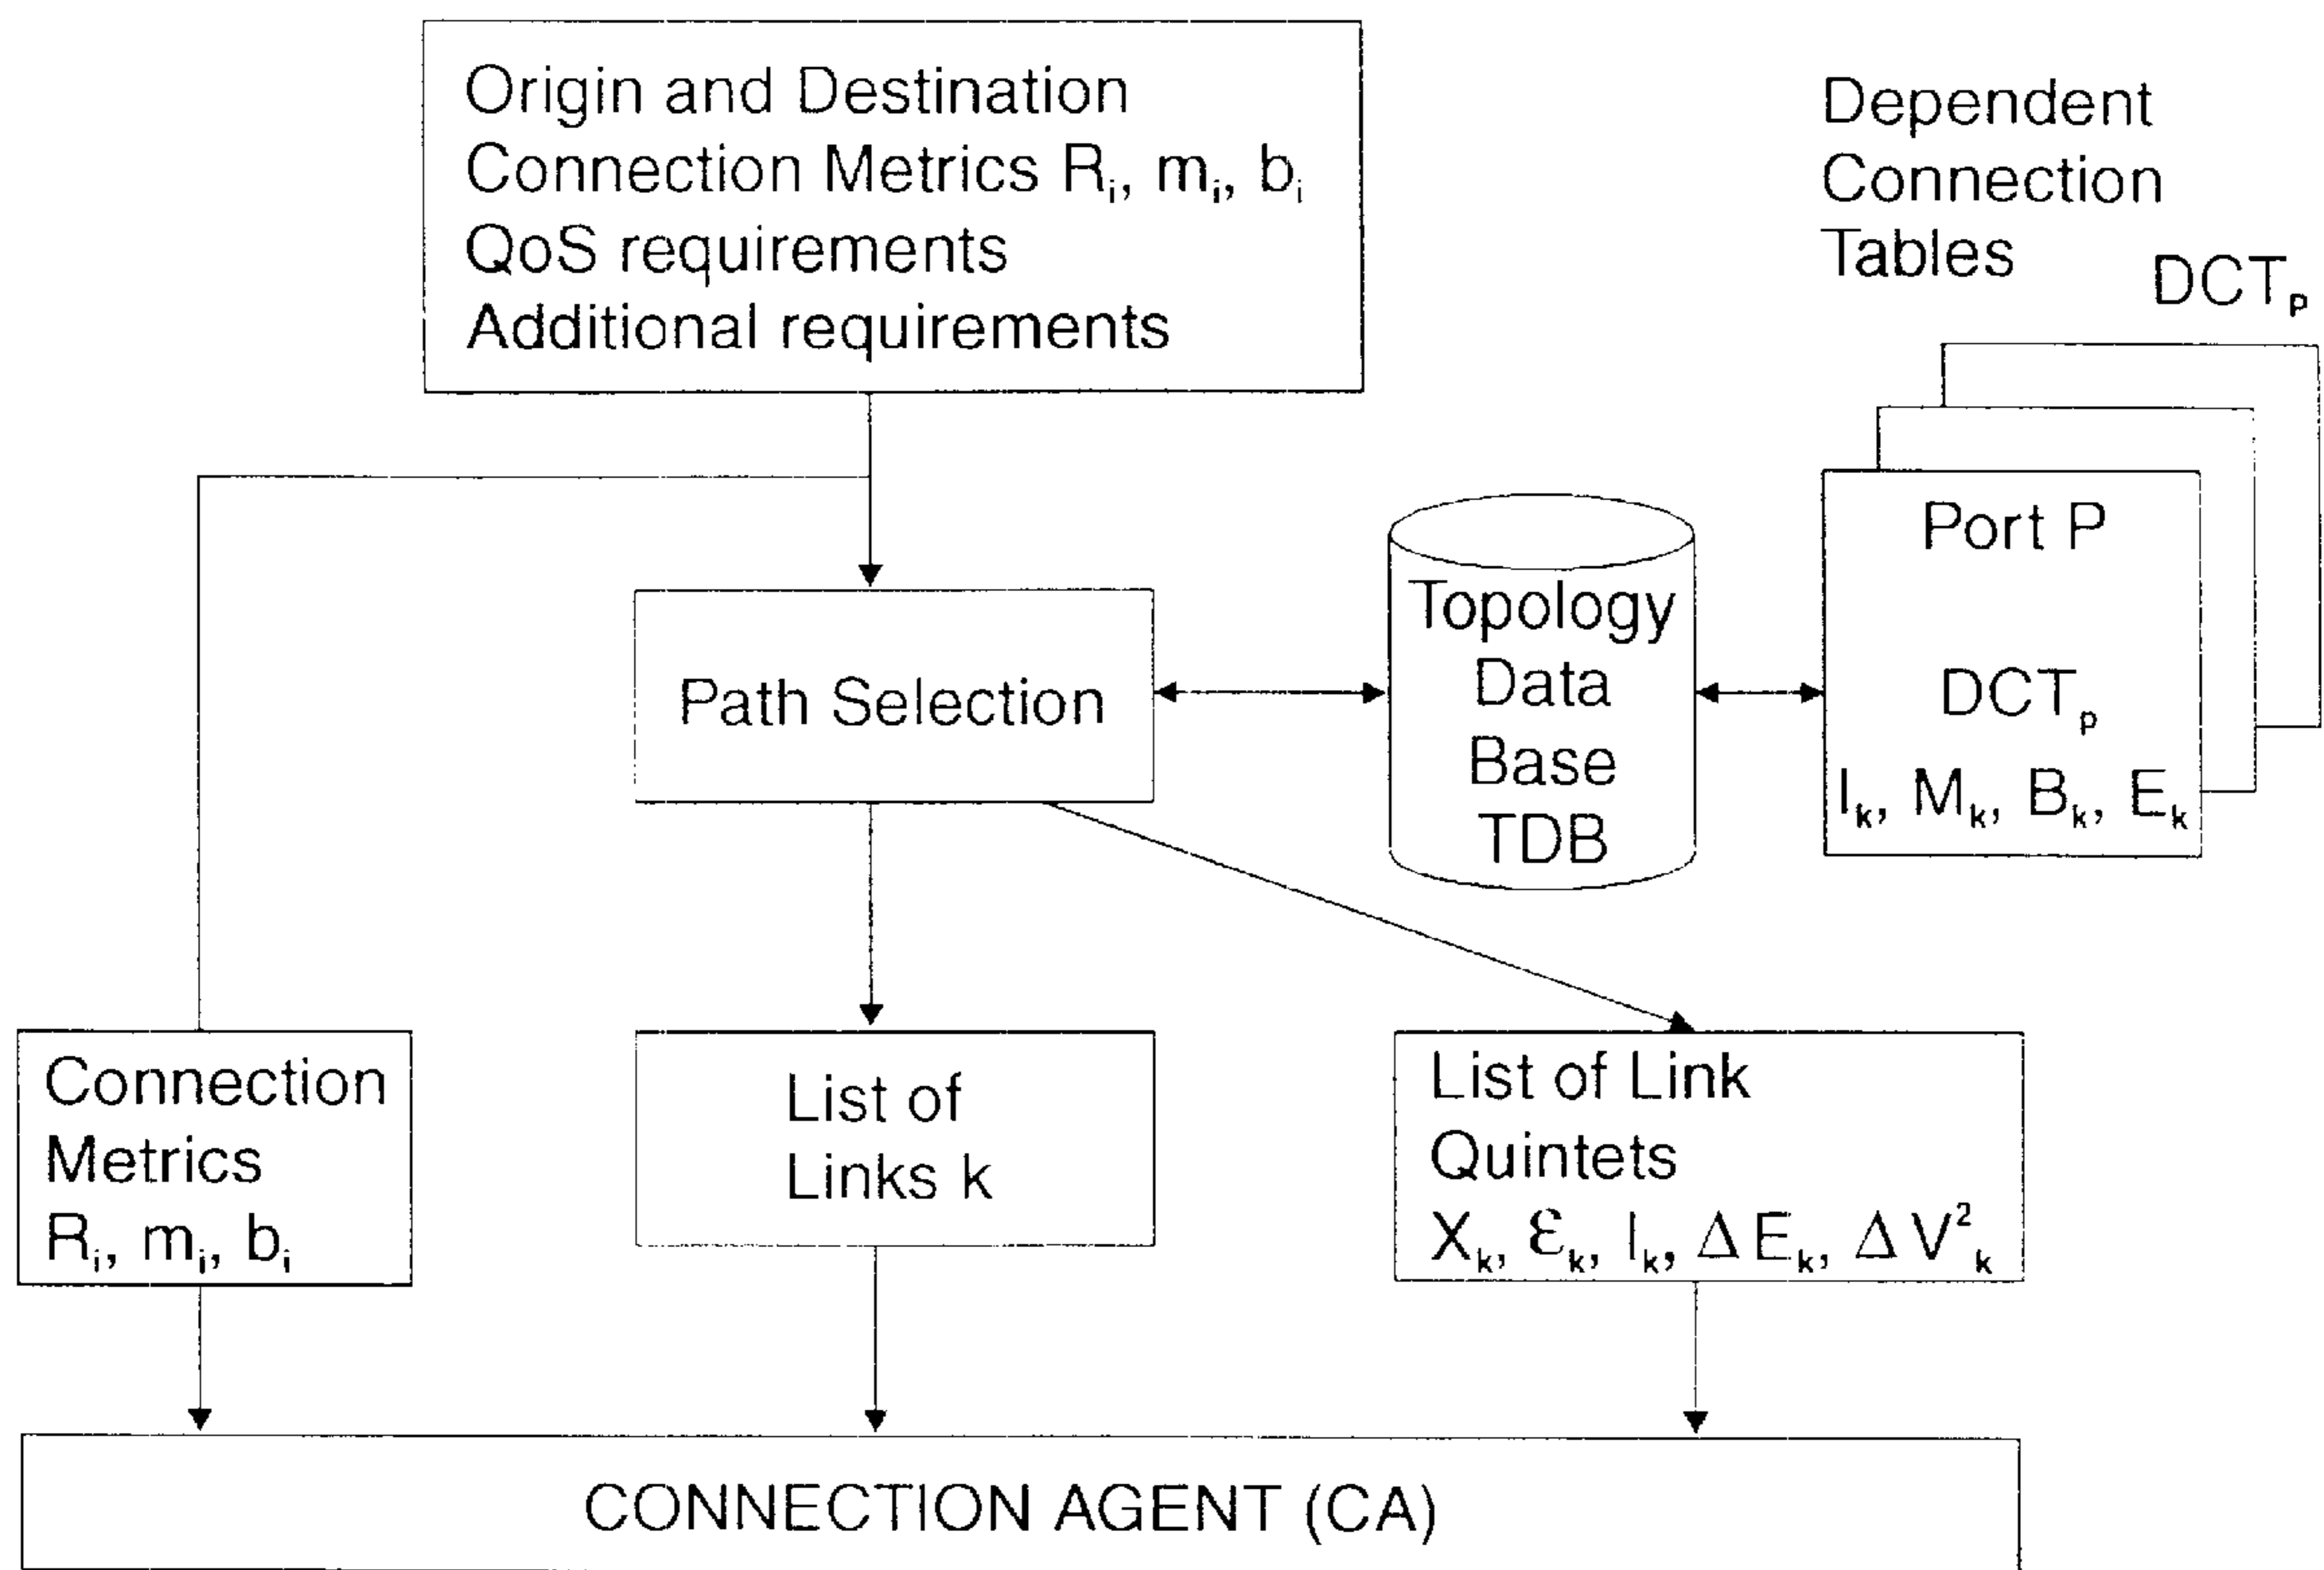 Origin and Destination
Connection Metrics Rᵢ, mᵢ, bᵢ
QoS requirements
Additional requirements
Dependent
Connection
Tables
DCTₚ
Path Selection
Topology
Data
Base
TDB
Port P
DCTₚ
Iₖ, Mₖ, Bₖ, Eₖ
Connection
Metrics
Rᵢ, mᵢ, bᵢ
List of
Links k
List of Link
Quintets
Xₖ, Ɛₖ, Iₖ, ΔEₖ, ΔV²ₖ
CONNECTION AGENT (CA)